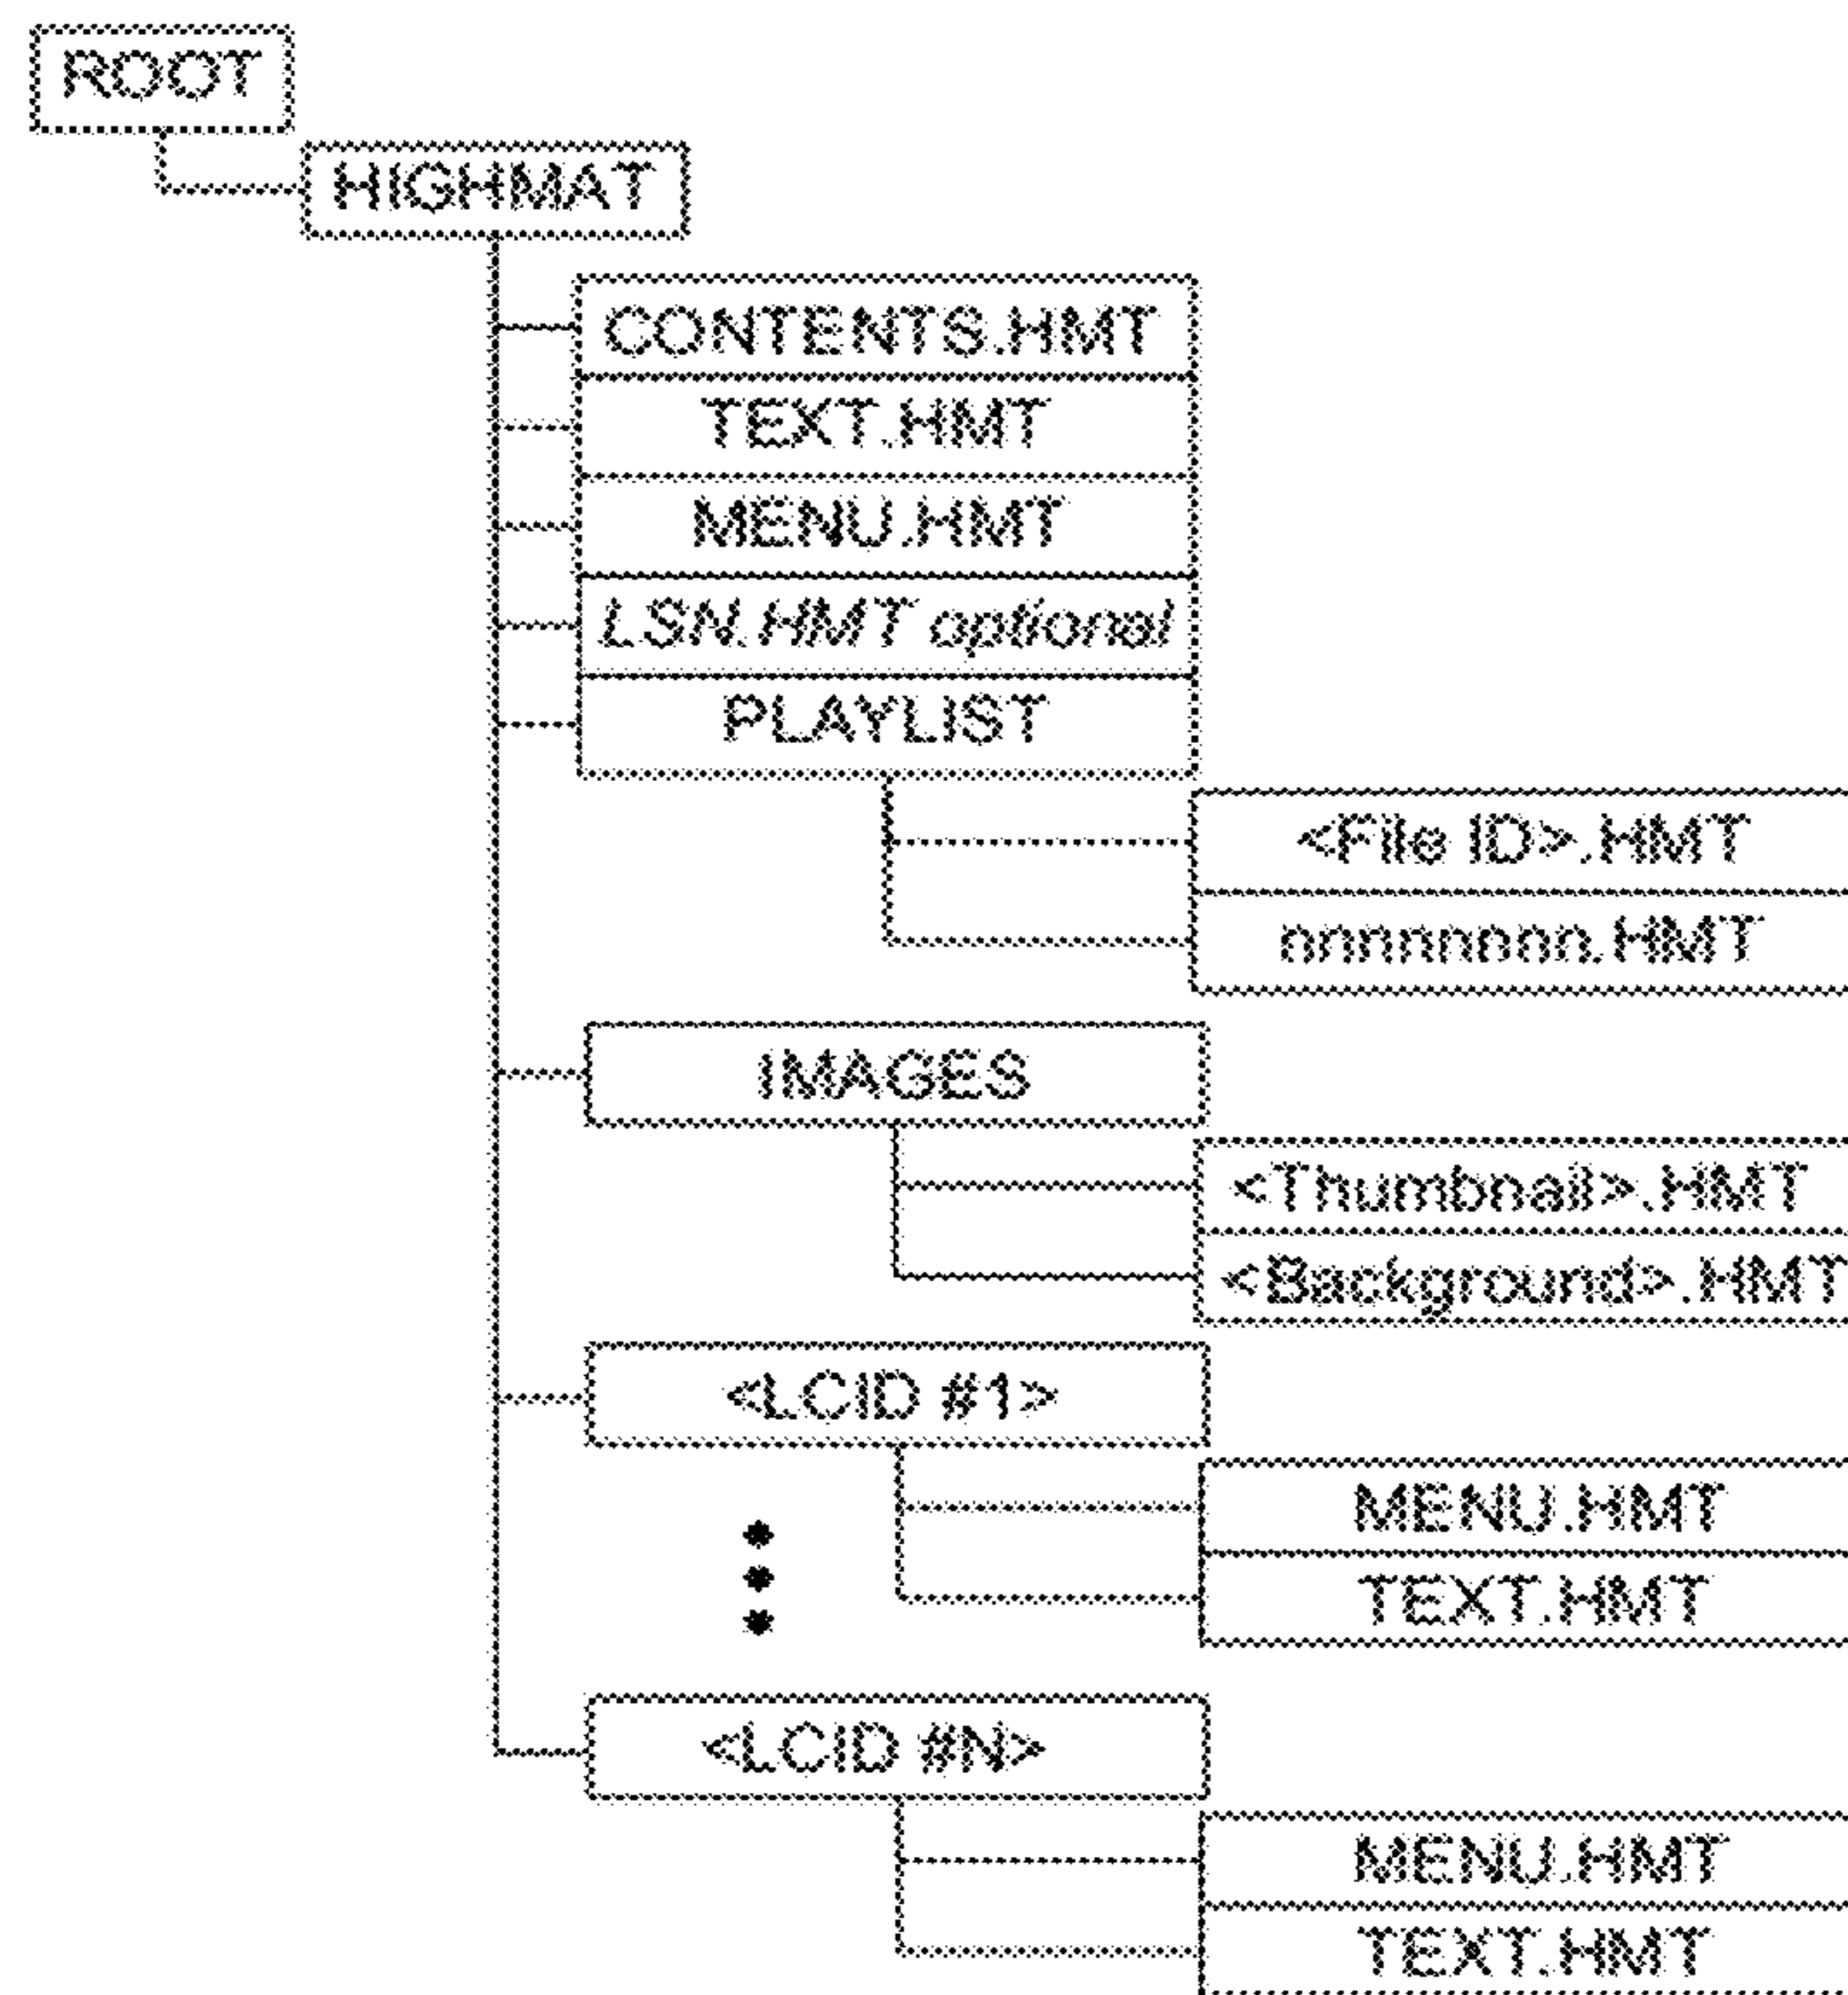 ROOT
HIGHMAT
CONTENTS.HMT
TEXT.HMT
MENU.HMT
LSN.HMT optional
PLAYLIST
<File ID>.HMT
nnnnnnnn.HMT
IMAGES
<Thumbnail>.HMT
<Background>.HMT
<LCID #1>
MENU.HMT
TEXT.HMT
<LCID #N>
MENU.HMT
TEXT.HMT